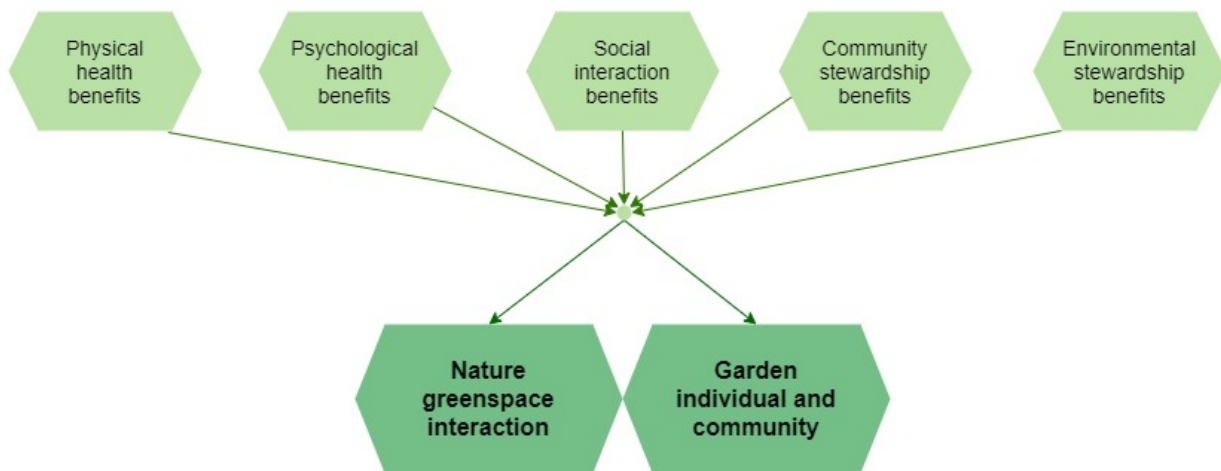 Physical
health
benefits
Psychological
health
benefits
Social
interaction
benefits
Community
stewardship
benefits
Environmental
stewardship
benefits
Nature
greenspace
interaction
Garden
individual and
community